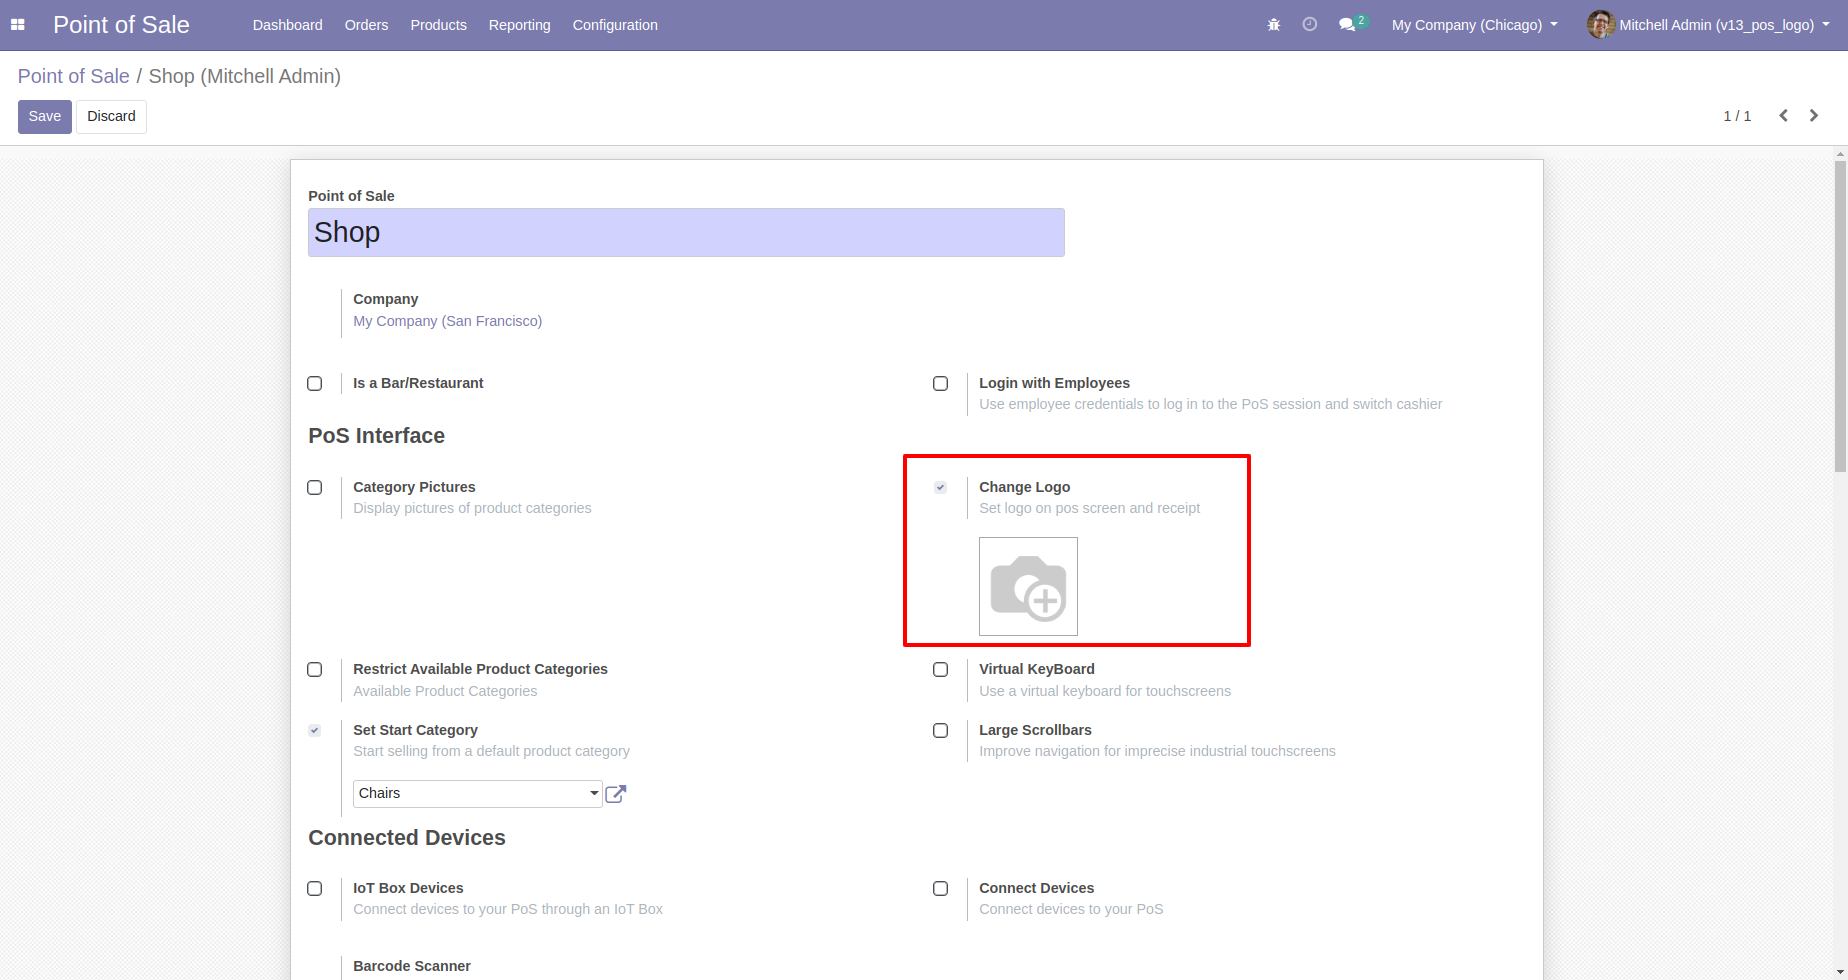 Point of Sale Dashboard Orders Products Reporting Configuration 2 My Company (Chicago) Mitchell Admin (v13_pos_logo)
Point of Sale / Shop (Mitchell Admin)
Save Discard 1 / 1
Point of Sale
Shop
Company
My Company (San Francisco)
Is a Bar/Restaurant
Login with Employees
Use employee credentials to log in to the PoS session and switch cashier
PoS Interface
Category Pictures
Display pictures of product categories
Change Logo
Set logo on pos screen and receipt
Restrict Available Product Categories
Available Product Categories
Virtual KeyBoard
Use a virtual keyboard for touchscreens
Set Start Category
Start selling from a default product category
Chairs
Large Scrollbars
Improve navigation for imprecise industrial touchscreens
Connected Devices
IoT Box Devices
Connect devices to your PoS through an IoT Box
Connect Devices
Connect devices to your PoS
Barcode Scanner